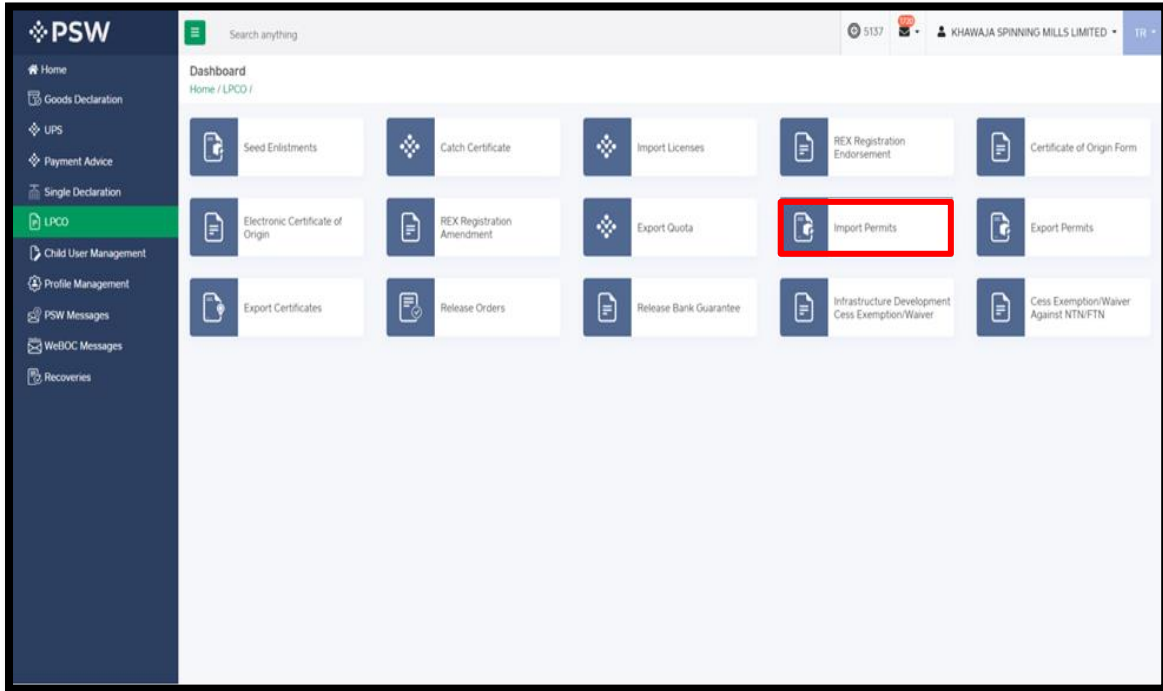 PSW
Search anything
5137
1730
KHAWAJA SPINNING MILLS LIMITED
TR
Home
Goods Declaration
UPS
Payment Advice
Single Declaration
LPCO
Child User Management
Profile Management
PSW Messages
WeBOC Messages
Recoveries
Dashboard
Home / LPCO /
Seed Enlistments
Catch Certificate
Import Licenses
REX Registration
Endorsement
Certificate of Origin Form
Electronic Certificate of
Origin
REX Registration
Amendment
Export Quota
Import Permits
Export Permits
Export Certificates
Release Orders
Release Bank Guarantee
Infrastructure Development
Cess Exemption/Waiver
Cess Exemption/Waiver
Against NTN/FTN